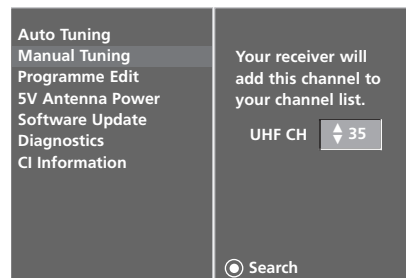 Auto Tuning
Manual Tuning
Programme Edit
5V Antenna Power
Software Update
Diagnostics
CI Information
Your receiver will
add this channel to
your channel list.
UHF CH 35
Search